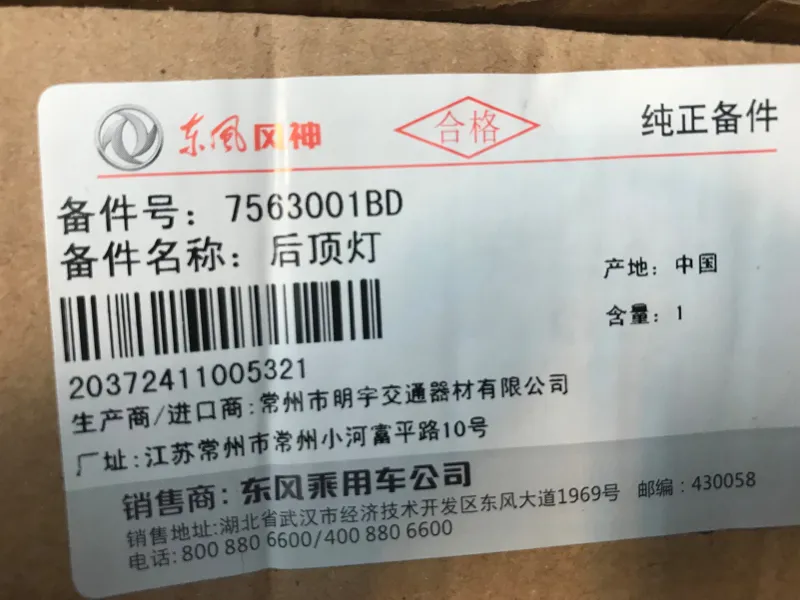 东风风神 合格 纯正备件
备件号: 7563001BD
备件名称: 后顶灯
产地: 中国
含量: 1
20372411005321
生产商/进口商:常州市明宇交通器材有限公司
厂址:江苏常州市常州小河富平路10号
销售商: 东风乘用车公司
销售地址:湖北省武汉市经济技术开发区东风大道1969号 邮编:430058
电话:800 880 6600/400 880 6600